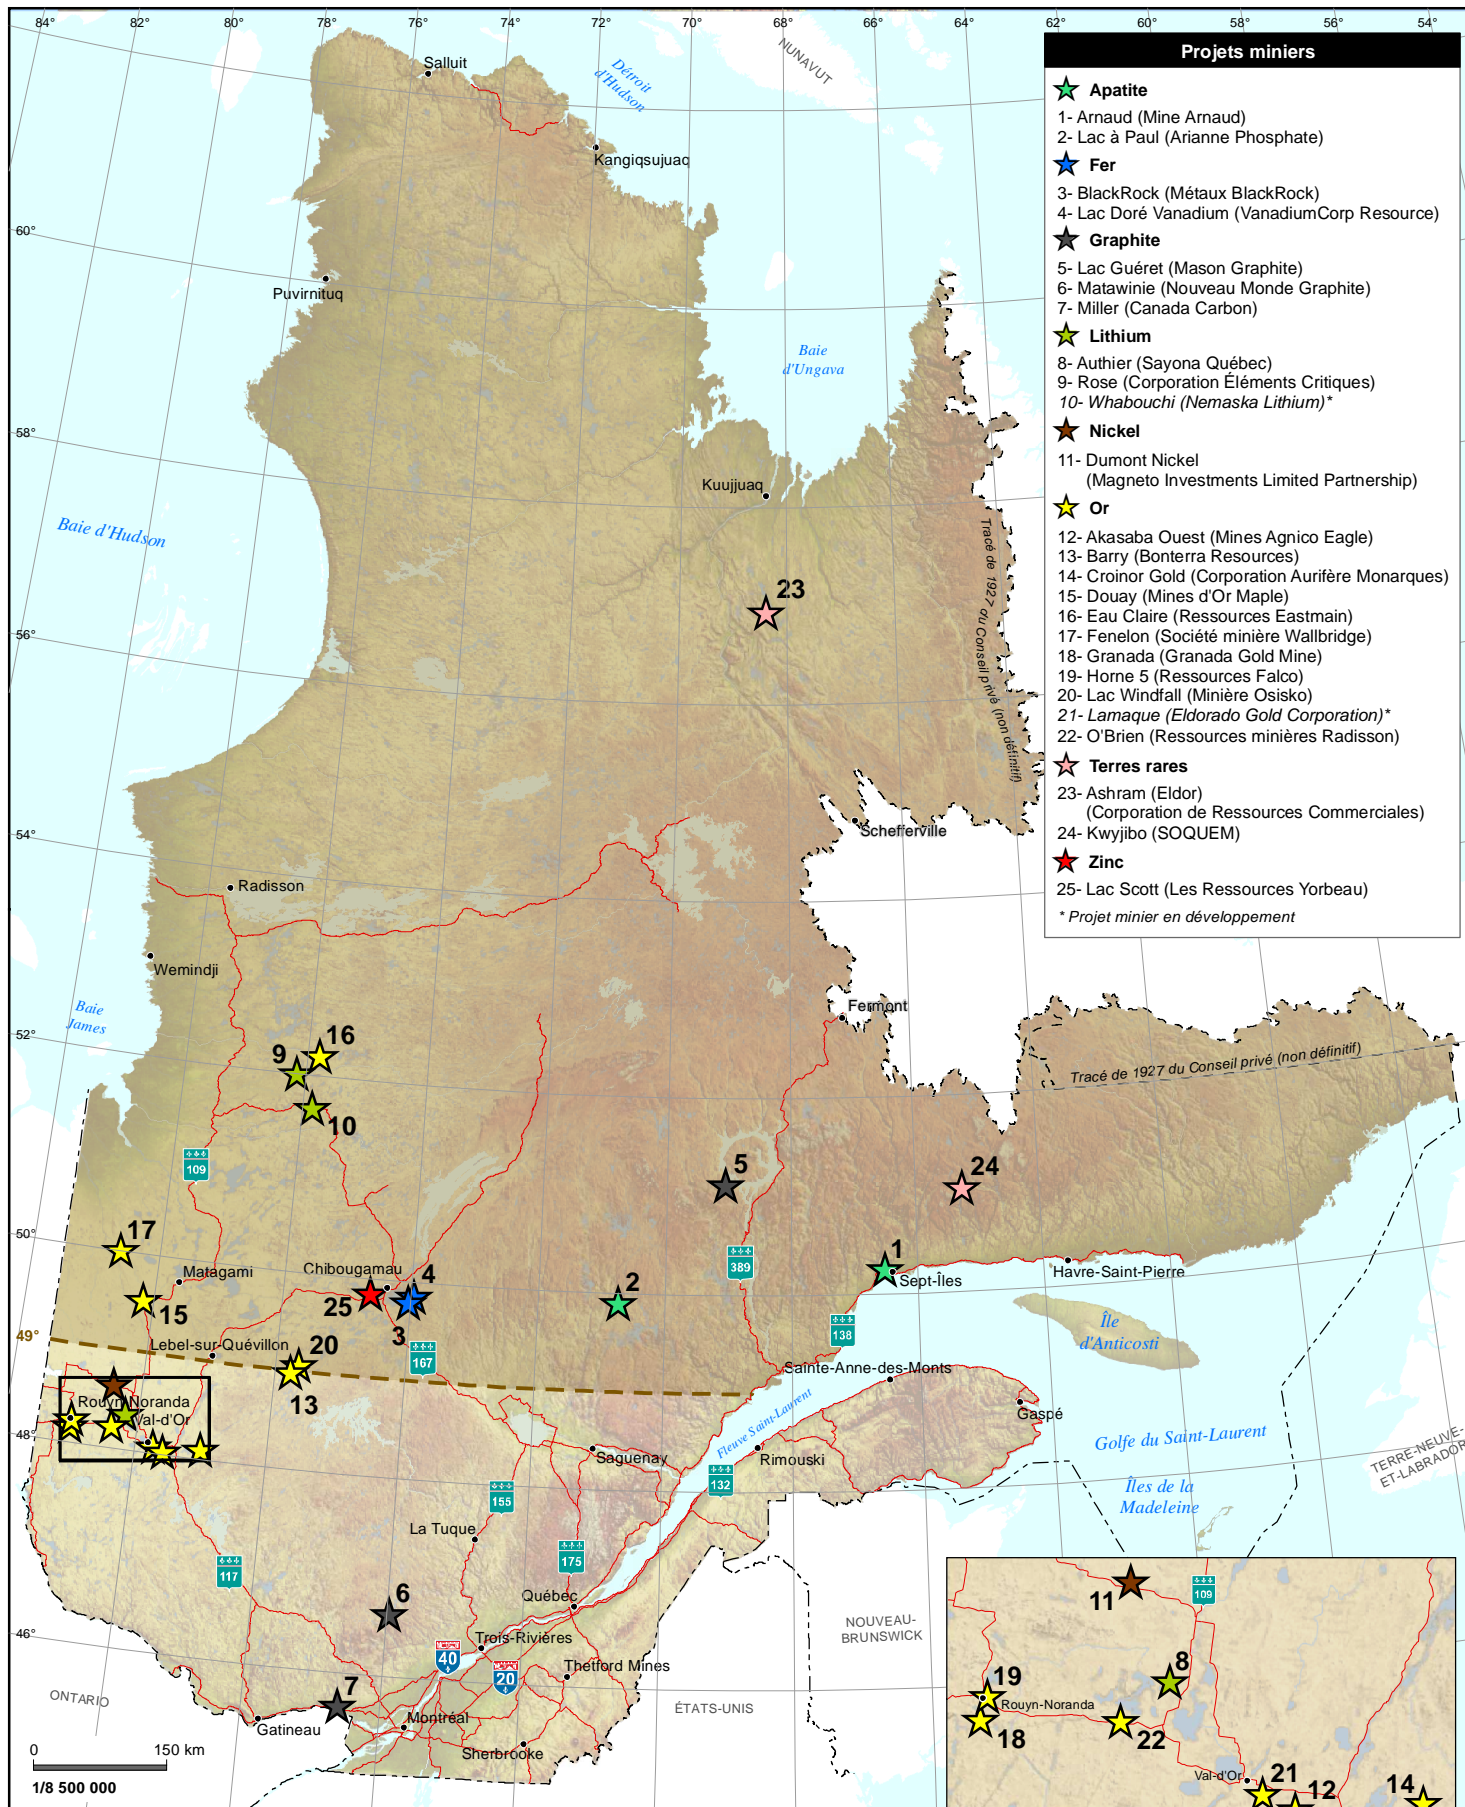 84°
82°
80°
78°
76°
74°
72°
70°
68°
66°
64°
62°
60°
58°
56°
54°
Projets miniers
Apatite
1- Arnaud (Mine Arnaud)
2- Lac à Paul (Arianne Phosphate)
Fer
3- BlackRock (Métaux BlackRock)
4- Lac Doré Vanadium (VanadiumCorp Resource)
Graphite
5- Lac Guéret (Mason Graphite)
6- Matawinie (Nouveau Monde Graphite)
7- Miller (Canada Carbon)
Lithium
8- Authier (Sayona Québec)
9- Rose (Corporation Éléments Critiques)
10- Whabouchi (Nemaska Lithium)*
Nickel
11- Dumont Nickel
(Magneto Investments Limited Partnership)
Or
12- Akasaba Ouest (Mines Agnico Eagle)
13- Barry (Bonterra Resources)
14- Croinor Gold (Corporation Aurifère Monarques)
15- Douay (Mines d'Or Maple)
16- Eau Claire (Ressources Eastmain)
17- Fenelon (Société minière Wallbridge)
18- Granada (Granada Gold Mine)
19- Horne 5 (Ressources Falco)
20- Lac Windfall (Minière Osisko)
21- Lamaque (Eldorado Gold Corporation)*
22- O'Brien (Ressources minières Radisson)
Terres rares
23- Ashram (Eldor)
(Corporation de Ressources Commerciales)
24- Kwyjibo (SOQUEM)
Zinc
25- Lac Scott (Les Ressources Yorbeau)
* Projet minier en développement
NUNAVUT
Salluit
Détroit
d'Hudson
Kangiqsujuaq
60°
Puvirnituq
Baie
d'Ungava
58°
Kuujjuaq
Baie d'Hudson
Tracé de 1927 du Conseil privé (non définitif)
23
56°
54°
Schefferville
Radisson
Wemindji
Baie
James
52°
Fermont
Tracé de 1927 du Conseil privé (non définitif)
16
9
10
109
5
24
50°
17
389
1
Sept-Îles
Havre-Saint-Pierre
Matagami
Chibougamau
4
25
3
2
15
Île
d'Anticosti
138
49°
Lebel-sur-Quévillon
20
167
13
Sainte-Anne-des-Monts
Rouyn-Noranda
Val-d'Or
48°
Fleuve Saint-Laurent
Gaspé
Golfe du Saint-Laurent
TERRE-NEUVE-
ET-LABRADOR
Saguenay
Rimouski
132
Îles de la
Madeleine
155
La Tuque
175
117
6
Québec
NOUVEAU-
BRUNSWICK
46°
Trois-Rivières
40
20
Thetford Mines
7
ONTARIO
ÉTATS-UNIS
Gatineau
Montréal
Sherbrooke
0 150 km
1/8 500 000
11
109
8
19
Rouyn-Noranda
18
22
Val-d'Or
21
12
14